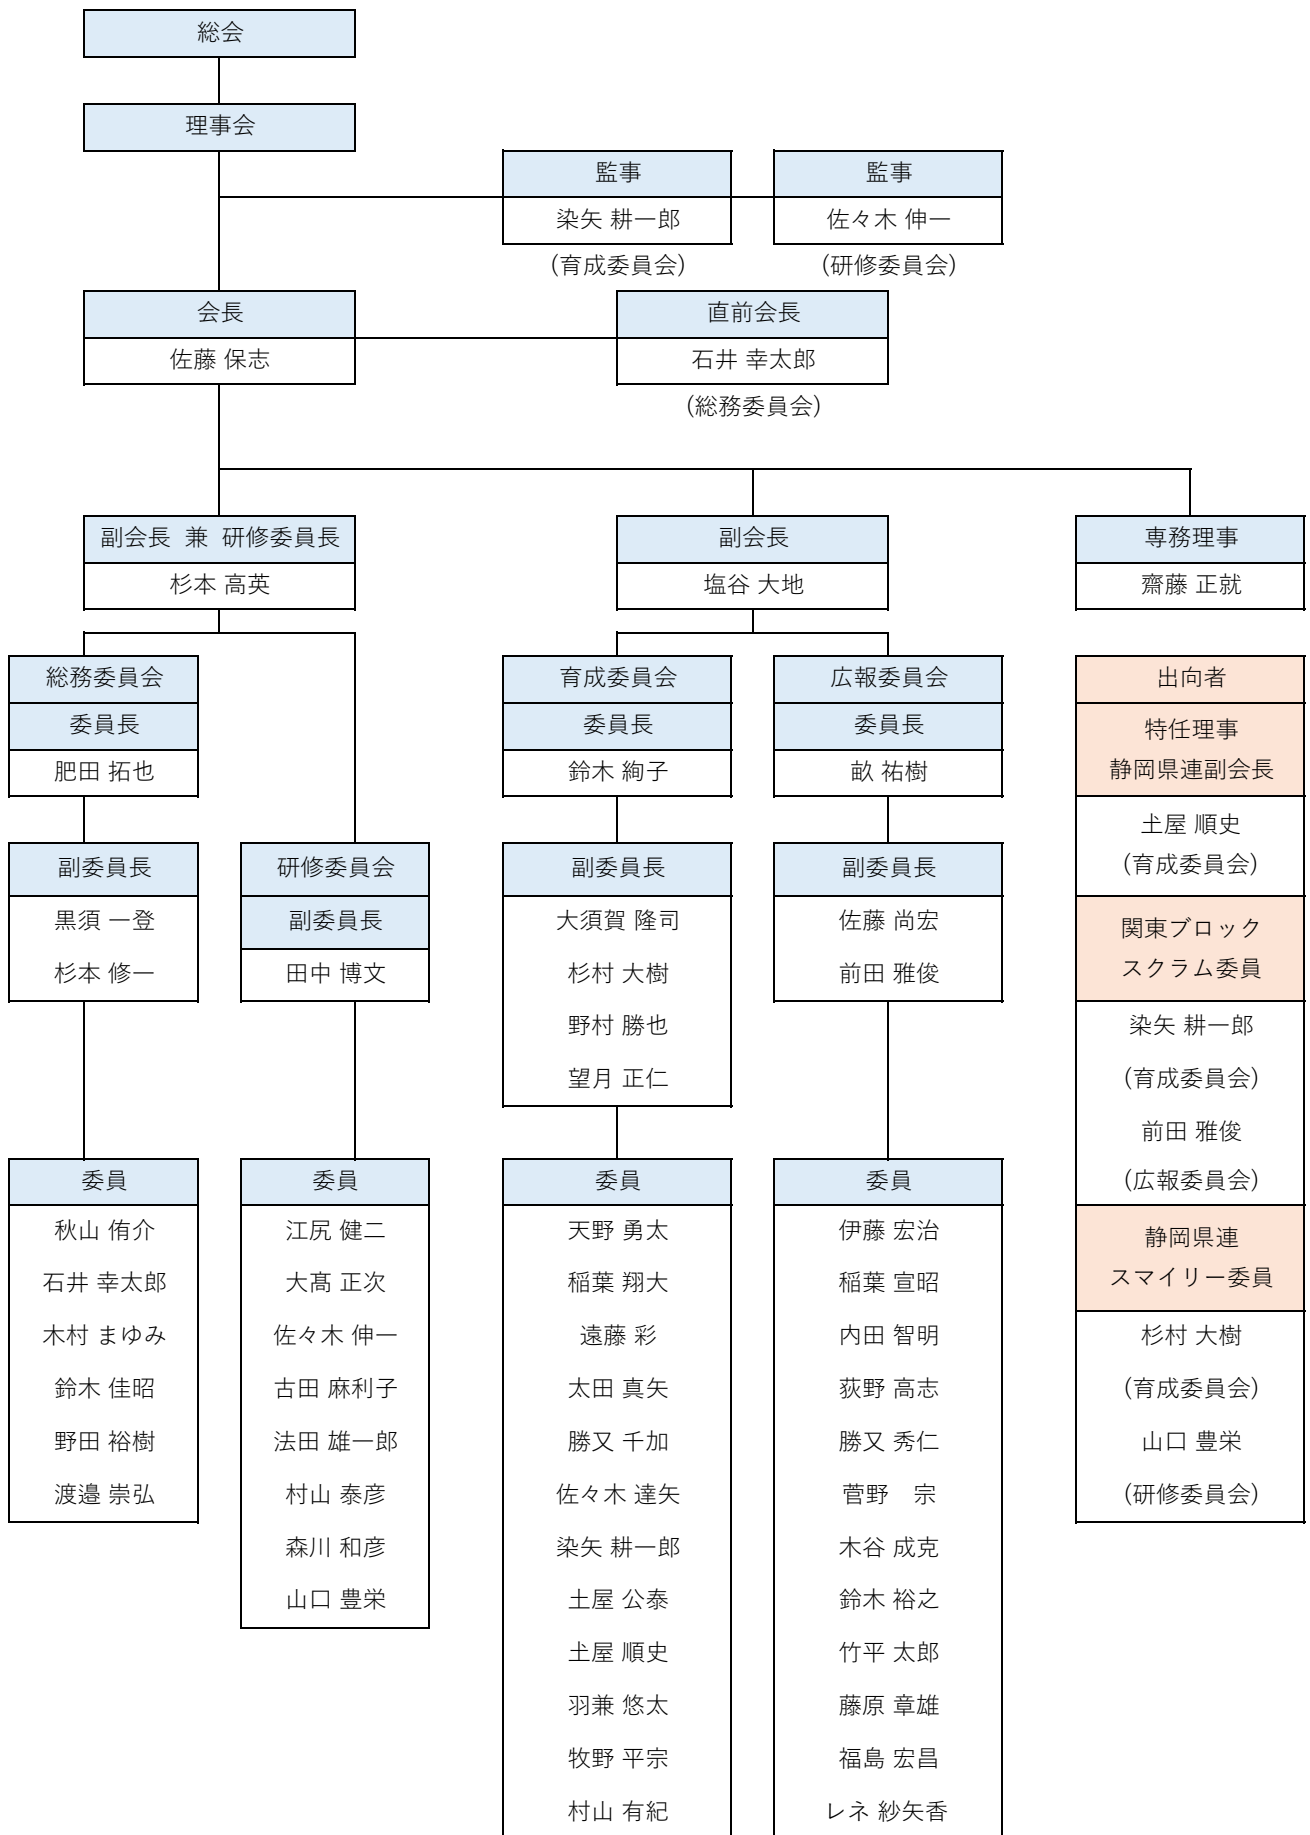 総会
理事会
監事
染矢 耕一郎
(育成委員会)
監事
佐々木 伸一
(研修委員会)
会長
佐藤 保志
直前会長
石井 幸太郎
(総務委員会)
副会長 兼 研修委員長
杉本 高英
副会長
塩谷 大地
専務理事
齋藤 正就
総務委員会
委員長
肥田 拓也
副委員長
黒須 一登
杉本 修一
委員
秋山 侑介
石井 幸太郎
木村 まゆみ
鈴木 佳昭
野田 裕樹
渡邉 崇弘
研修委員会
副委員長
田中 博文
委員
江尻 健二
大髙 正次
佐々木 伸一
古田 麻利子
法田 雄一郎
村山 泰彦
森川 和彦
山口 豊栄
育成委員会
委員長
鈴木 絢子
副委員長
大須賀 隆司
杉村 大樹
野村 勝也
望月 正仁
委員
天野 勇太
稲葉 翔大
遠藤 彩
太田 真矢
勝又 千加
佐々木 達矢
染矢 耕一郎
土屋 公泰
𡈽屋 順史
羽兼 悠太
牧野 平宗
村山 有紀
広報委員会
委員長
畝 祐樹
副委員長
佐藤 尚宏
前田 雅俊
委員
伊藤 宏治
稲葉 宣昭
内田 智明
荻野 高志
勝又 秀仁
菅野 宗
木谷 成克
鈴木 裕之
竹平 太郎
藤原 章雄
福島 宏昌
レネ 紗矢香
出向者
特任理事
静岡県連副会長
𡈽屋 順史
(育成委員会)
関東ブロック
スクラム委員
染矢 耕一郎
(育成委員会)
前田 雅俊
(広報委員会)
静岡県連
スマイリー委員
杉村 大樹
(育成委員会)
山口 豊栄
(研修委員会)